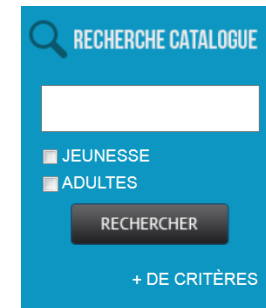 RECHERCHE CATALOGUE
JEUNESSE
ADULTES
RECHERCHER
+ DE CRITÈRES